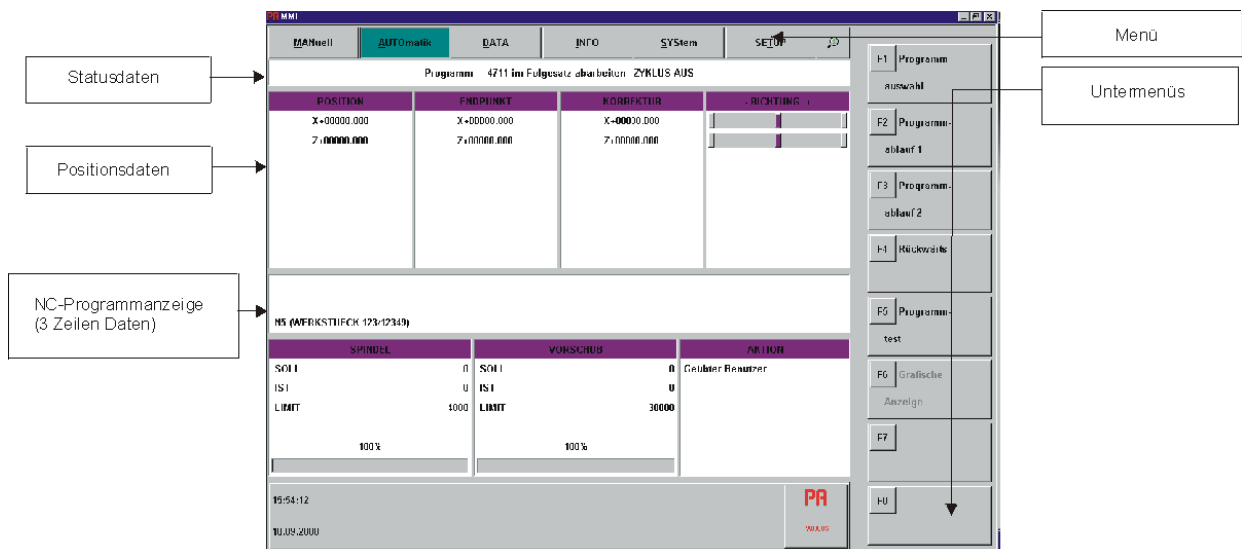 PA MMI
MANuell AUTOmatik DATA INFO SYStem SETUP
Menü
Statusdaten
Programm 4711 im Folgesatz abarbeiten ZYKLUS AUS
F1 Programm
auswahl
Untermenüs
POSITION ENDPUNKT KORREKTUR - RICHTUNG +
X+00000.000 X+00000.000 X+00000.000
Z+00000.000 Z+00000.000 Z+00000.000
F2 Programm-
ablauf 1
Positionsdaten
F3 Programm-
ablauf 2
F4 Rückwärts
NC-Programmanzeige
(3 Zeilen Daten)
N5 (WERKSTUECK 123/12349)
F5 Programm-
test
SPINDEL VORSCHUB AKTION
SOLL 0 SOLL 0 Geübter Benutzer
IST 0 IST 0
LIMIT LIMIT 30000
F6 Grafische
Anzeige
100% 100%
F7
15:54:12
PA
F8